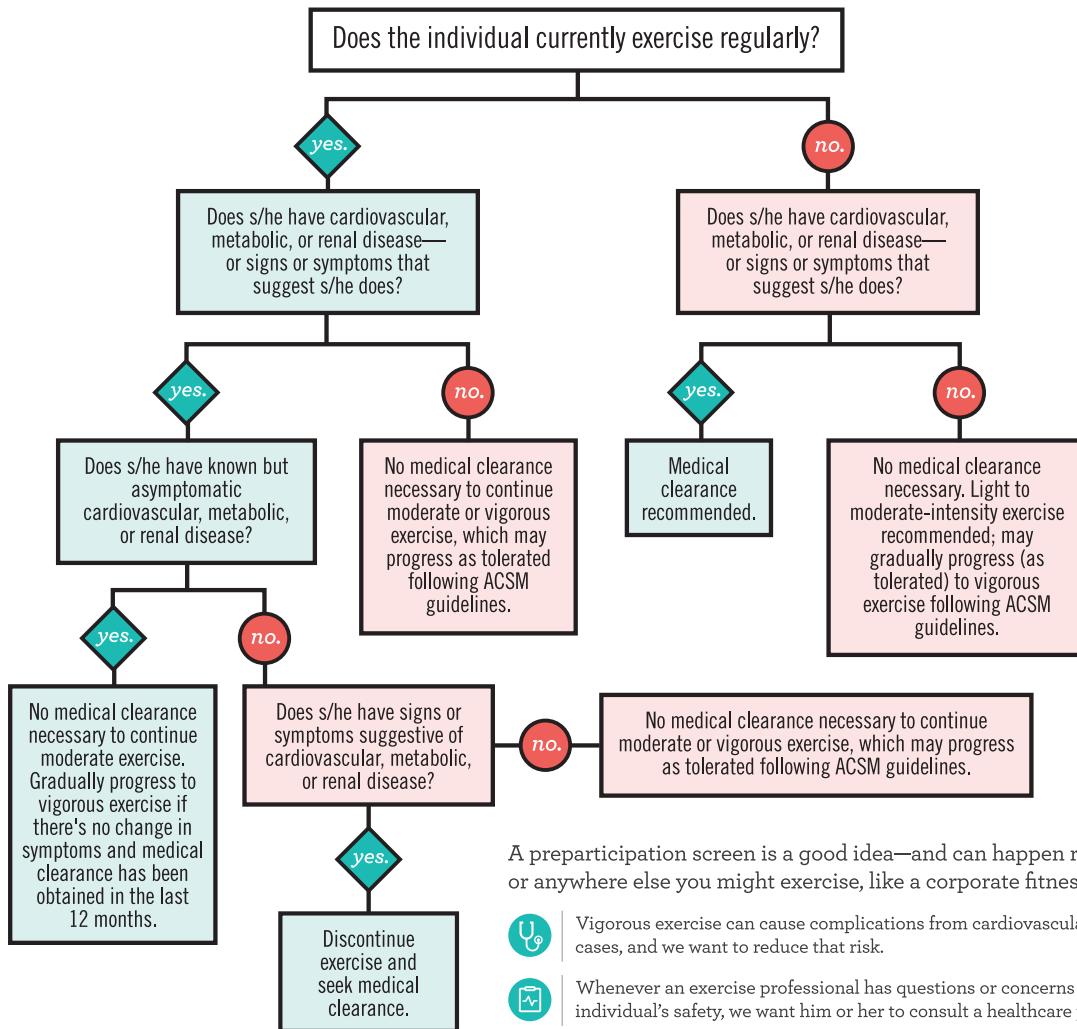 Does the individual currently exercise regularly?
yes.
no.
Does s/he have cardiovascular,
metabolic, or renal disease—
or signs or symptoms that
suggest s/he does?
Does s/he have cardiovascular,
metabolic, or renal disease—
or signs or symptoms that
suggest s/he does?
yes.
no.
yes.
no.
Does s/he have known but
asymptomatic
cardiovascular, metabolic,
or renal disease?
No medical clearance
necessary to continue
moderate or vigorous
exercise, which may
progress as tolerated
following ACSM
guidelines.
Medical
clearance
recommended.
No medical clearance
necessary. Light to
moderate-intensity exercise
recommended; may
gradually progress (as
tolerated) to vigorous
exercise following ACSM
guidelines.
yes.
no.
No medical clearance
necessary to continue
moderate exercise.
Gradually progress to
vigorous exercise if
there's no change in
symptoms and medical
clearance has been
obtained in the last
12 months.
Does s/he have signs or
symptoms suggestive of
cardiovascular, metabolic,
or renal disease?
no.
No medical clearance necessary to continue
moderate or vigorous exercise, which may progress
as tolerated following ACSM guidelines.
yes.
Discontinue
exercise and
seek medical
clearance.
A preparticipation screen is a good idea—and can happen
or anywhere else you might exercise, like a corporate fitnes
Vigorous exercise can cause complications from cardiovascula
cases, and we want to reduce that risk.
Whenever an exercise professional has questions or concerns
individual's safety, we want him or her to consult a healthcare